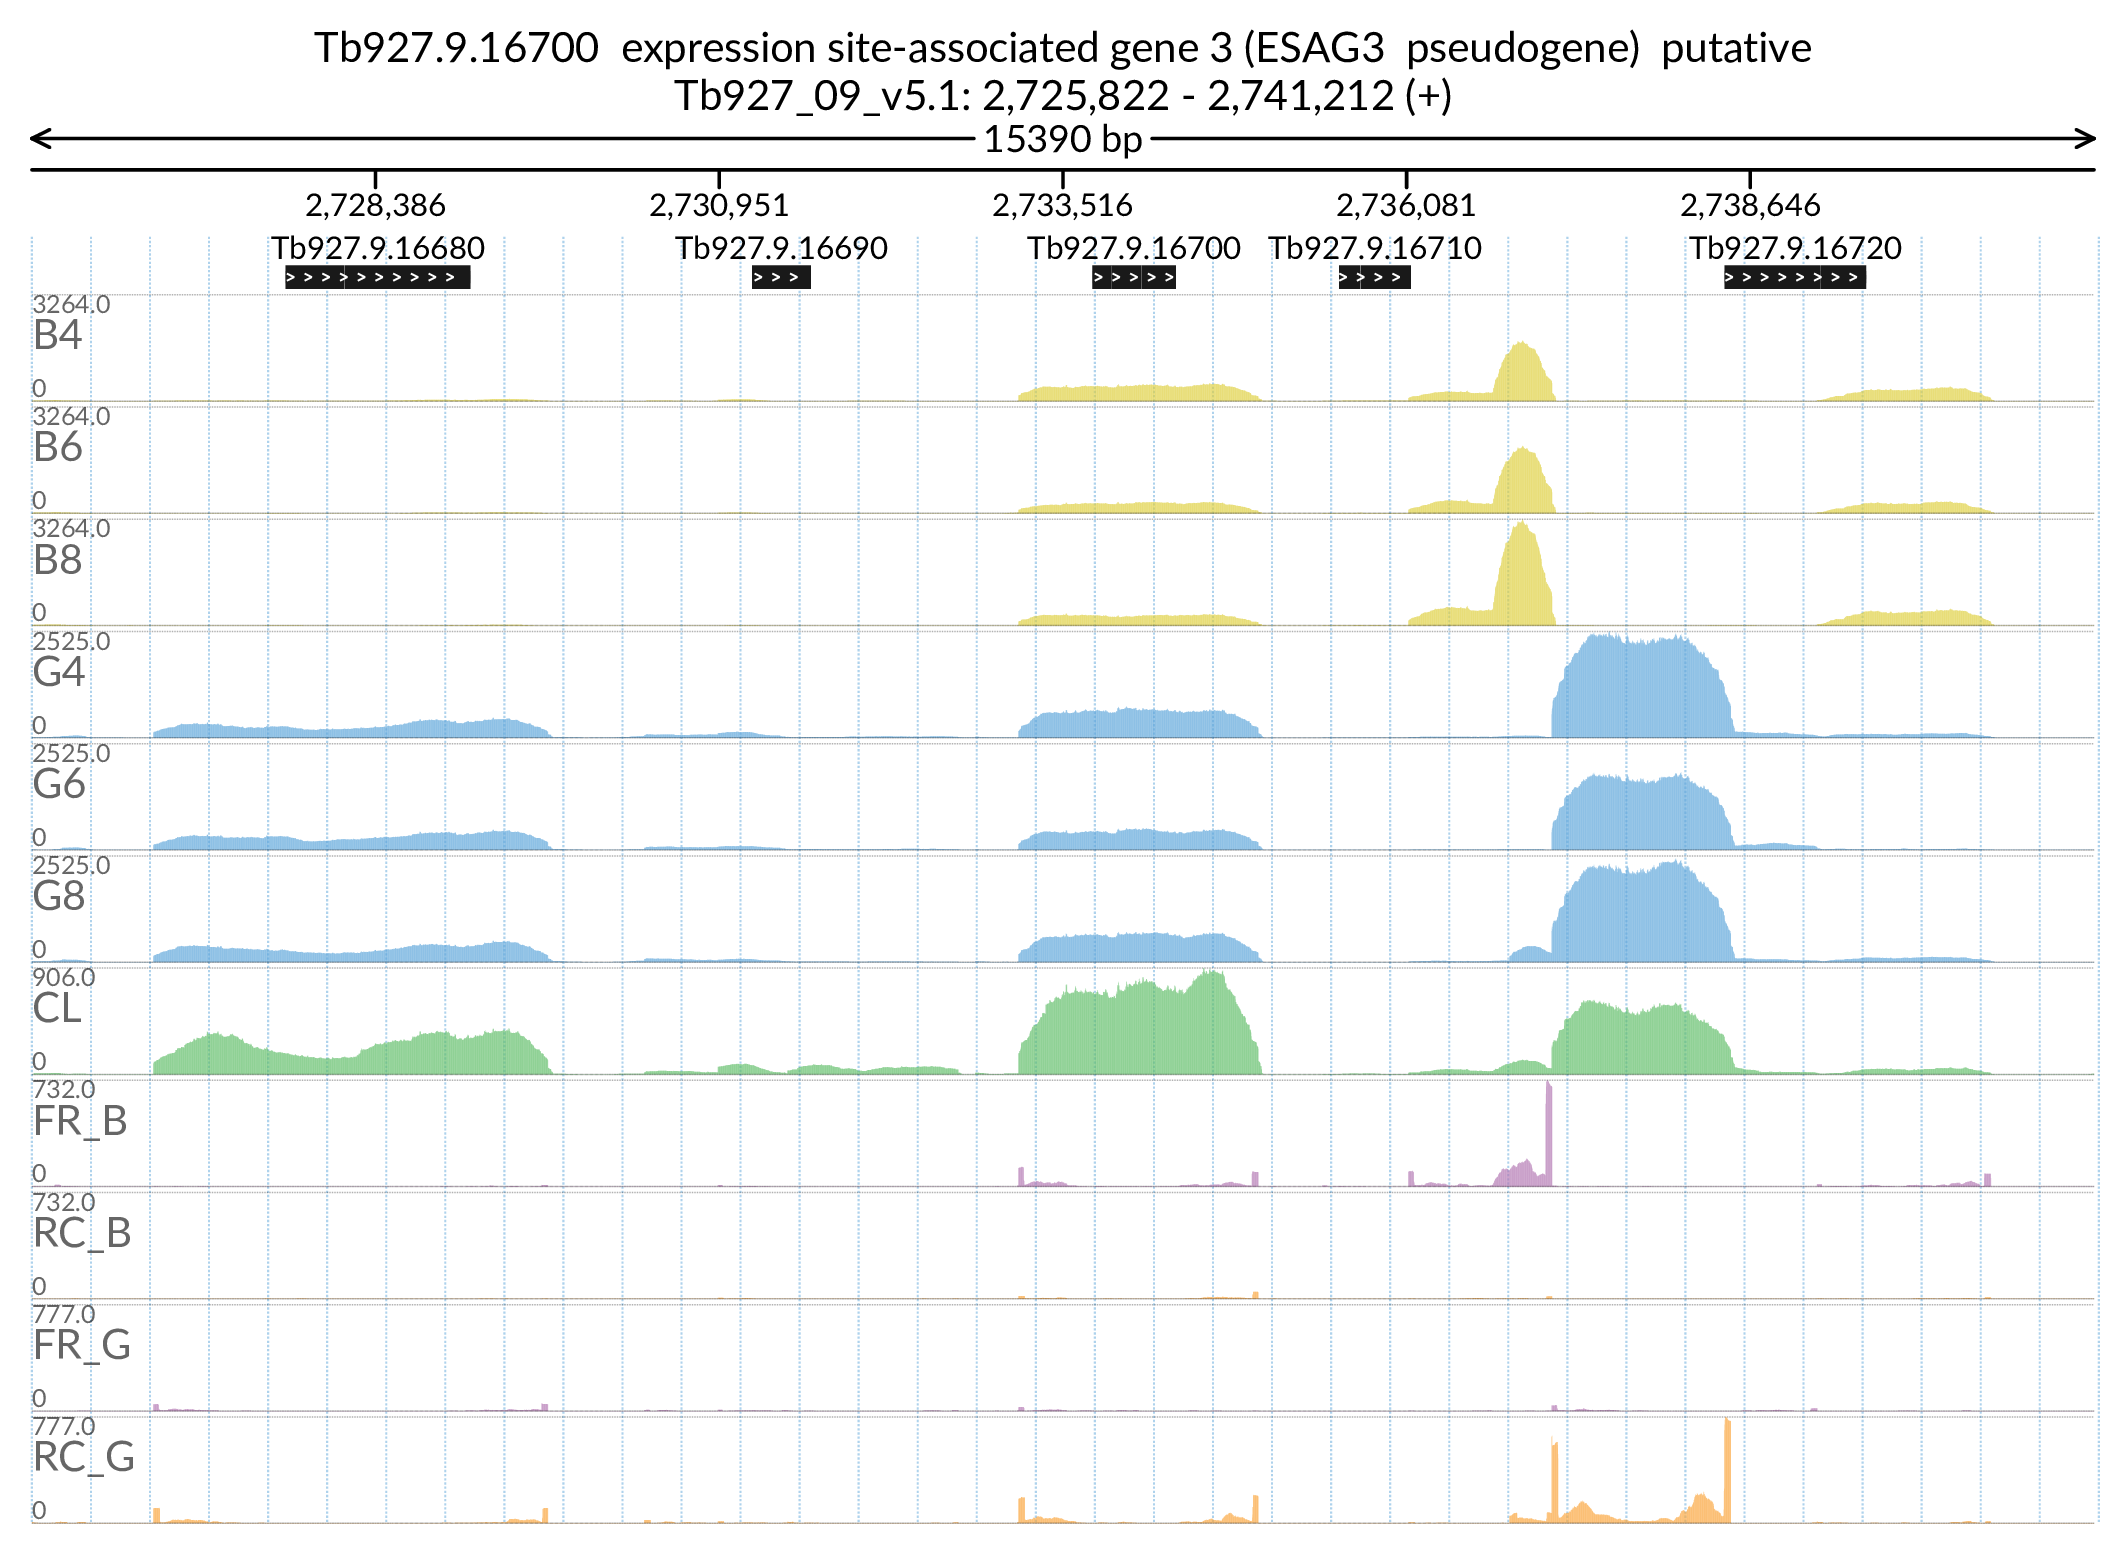 Tb927.9.16700  expression site-associated gene 3 (ESAG3  pseudogene)  putative
Tb927_09_v5.1: 2,725,822 - 2,741,212 (+)
15390 bp
2,728,386 2,730,951 2,733,516 2,736,081 2,738,646
Tb927.9.16680 Tb927.9.16690 Tb927.9.16700 Tb927.9.16710 Tb927.9.16720
3264.0
B4
0
3264.0
B6
0
3264.0
B8
0
2525.0
G4
0
2525.0
G6
0
2525.0
G8
0
906.0
CL
0
732.0
FR_B
0
732.0
RC_B
0
777.0
FR_G
0
777.0
RC_G
0